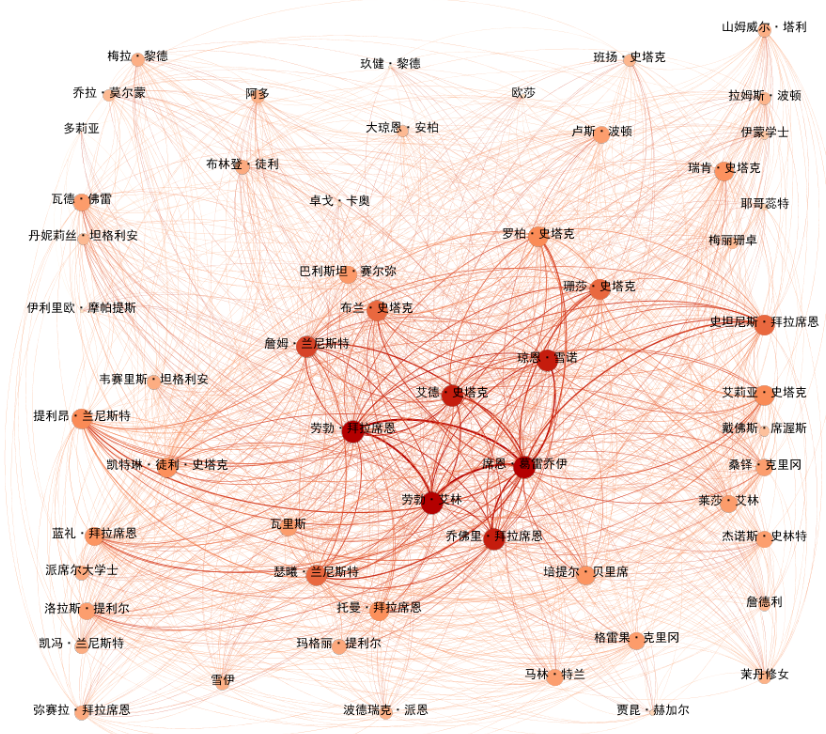 山姆威尔・塔利
梅拉・黎德
玖健・黎德
班扬・史塔克
乔拉・莫尔蒙
阿多
欧莎
拉姆斯・波顿
多莉亚
大琼恩・安柏
卢斯・波顿
伊蒙学士
布林登・徒利
瑞肯・史塔克
瓦德・佛雷
卓戈・卡奥
耶哥蕊特
丹妮莉丝・坦格利安
罗柏・史塔克
梅丽珊卓
巴利斯坦・赛尔弥
珊莎・史塔克
伊利里欧・摩帕提斯
布兰・史塔克
史坦尼斯・拜拉席恩
詹姆・兰尼斯特
琼恩・雪诺
韦赛里斯・坦格利安
艾德・史塔克
艾莉亚・史塔克
提利昂・兰尼斯特
劳勃・拜拉席恩
戴佛斯・席渥斯
凯特琳・徒利・史塔克
席恩・葛雷乔伊
桑铎・克里冈
劳勃・艾林
莱莎・艾林
瓦里斯
蓝礼・拜拉席恩
乔佛里・拜拉席恩
杰诺斯・史林特
派席尔大学士
瑟曦・兰尼斯特
培提尔・贝里席
洛拉斯・提利尔
托曼・拜拉席恩
詹德利
凯冯・兰尼斯特
玛格丽・提利尔
格雷果・克里冈
雪伊
马林・特兰
茉丹修女
弥赛拉・拜拉席恩
波德瑞克・派恩
贾昆・赫加尔